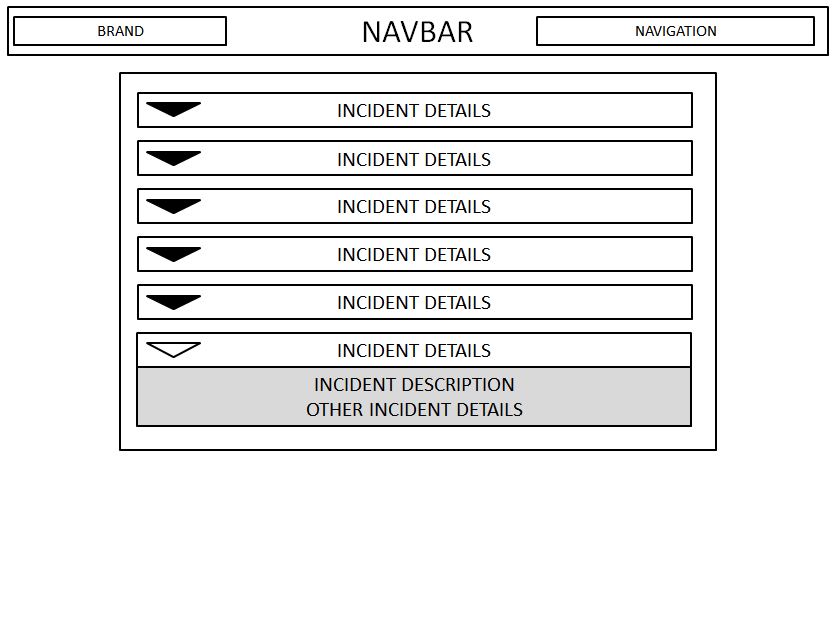 BRAND
NAVBAR
NAVIGATION
INCIDENT DETAILS
INCIDENT DETAILS
INCIDENT DETAILS
INCIDENT DETAILS
INCIDENT DETAILS
INCIDENT DETAILS
INCIDENT DESCRIPTION
OTHER INCIDENT DETAILS